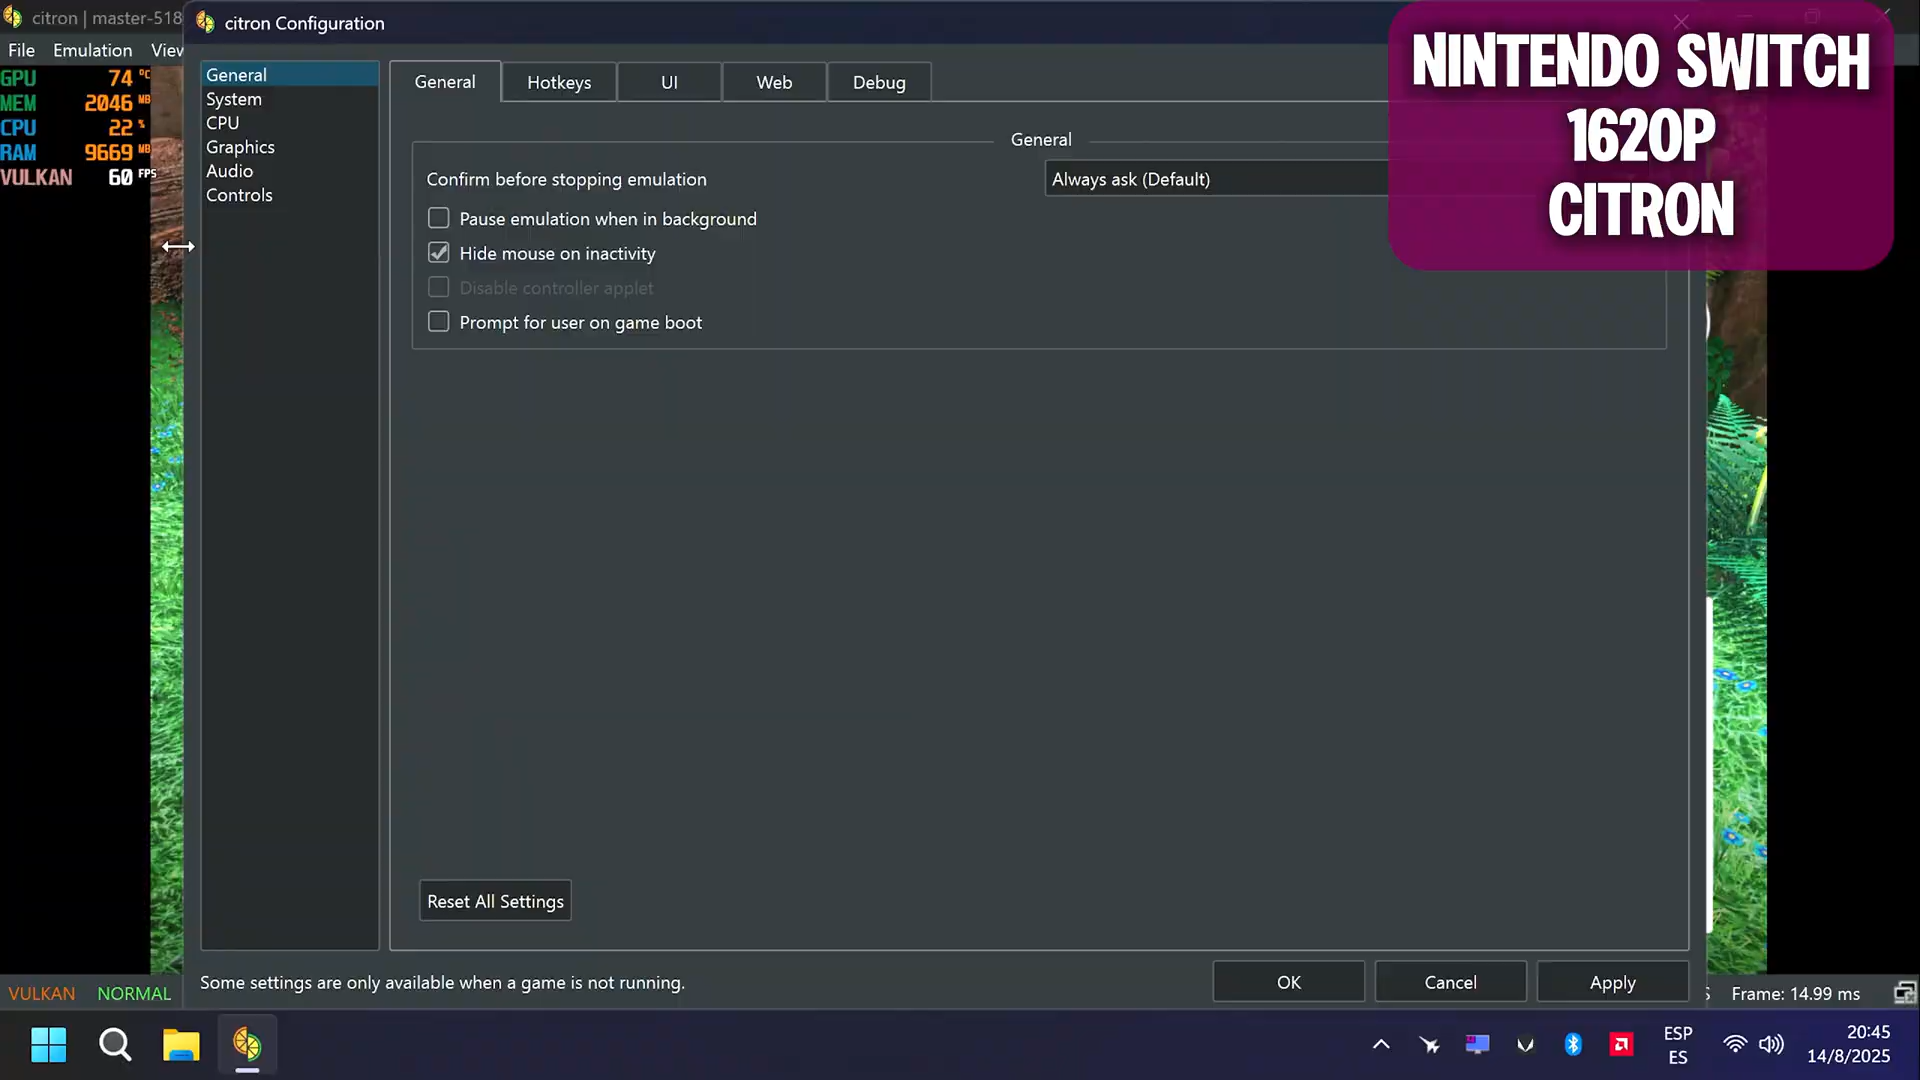 citron | master-518
citron Configuration
File Emulation View
GPU 74 °C
MEM 2046 MB
CPU 22 %
RAM 9669 MB
VULKAN 60 FPS
General
System
CPU
Graphics
Audio
Controls
General Hotkeys UI Web Debug
General
Confirm before stopping emulation Always ask (Default)
Pause emulation when in background
Hide mouse on inactivity
Disable controller applet
Prompt for user on game boot
NINTENDO SWITCH
1620P
CITRON
Reset All Settings
Some settings are only available when a game is not running.
OK Cancel Apply
VULKAN NORMAL
Frame: 14.99 ms
ESP
ES
20:45
14/8/2025